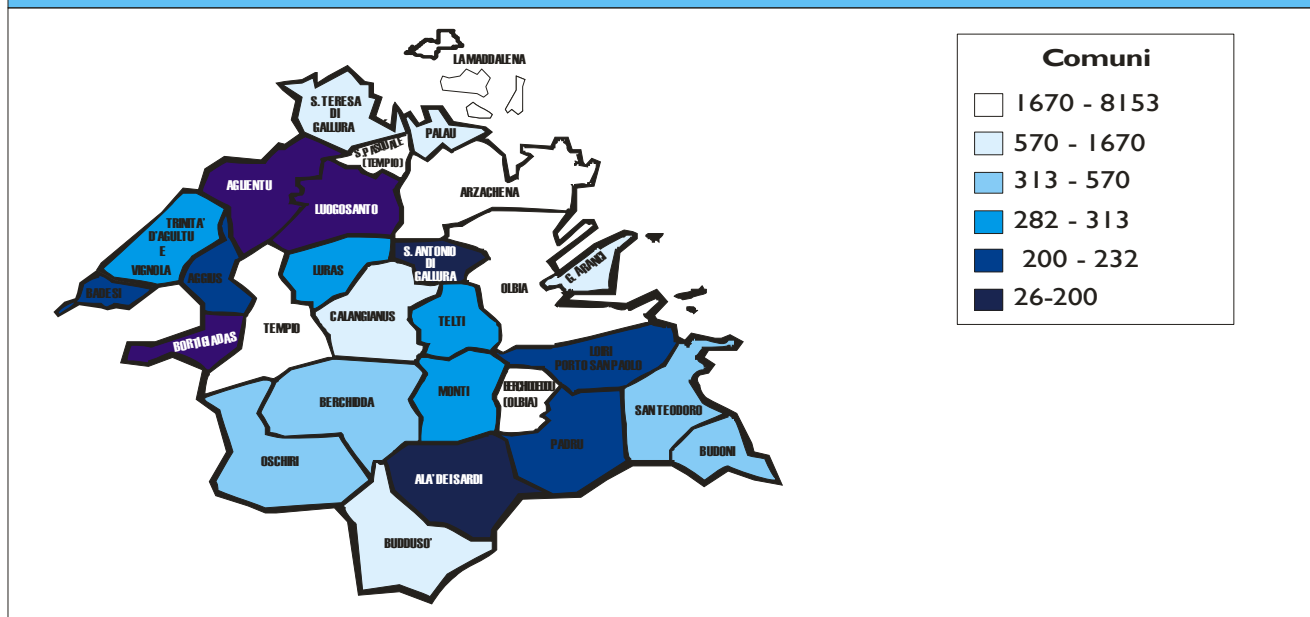 LA MADDALENA
S. TERESA
DI
GALLURA
PALAU
S. PASQUALE
(TEMPIO)
AGLIENTU
ARZACHENA
LUOGOSANTO
TRINITA'
D'AGULTU
E
VIGNOLA
S. ANTONIO
DI
GALLURA
LURAS
G. ARANCI
AGGIUS
BADESI
OLBIA
CALANGIANUS
TELTI
TEMPIO
BORTIGIADAS
LOIRI
PORTO SAN PAOLO
BERCHIDEDDU
(OLBIA)
MONTI
BERCHIDDA
SAN TEODORO
PADRU
BUDONI
OSCHIRI
ALA' DEI SARDI
BUDDUSO'
Comuni
1670 - 8153
570 - 1670
313 - 570
282 - 313
200 - 232
26-200